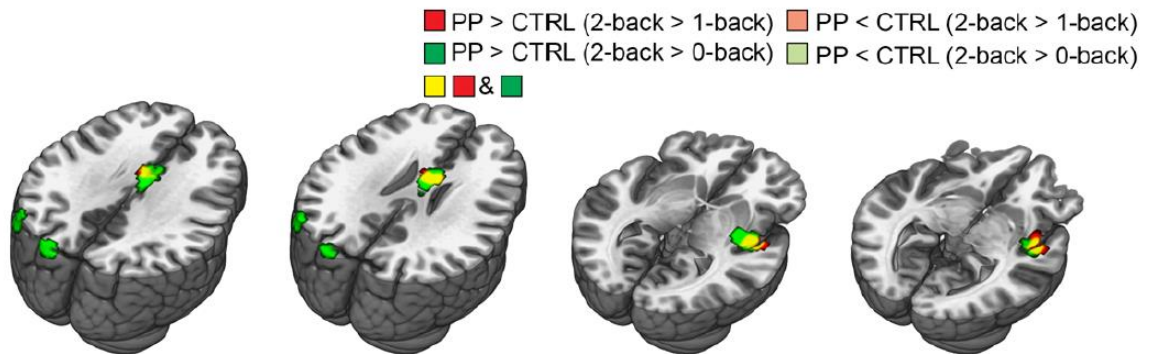 PP > CTRL (2-back > 1-back) PP < CTRL (2-back > 1-back)
PP > CTRL (2-back > 0-back) PP < CTRL (2-back > 0-back)
&